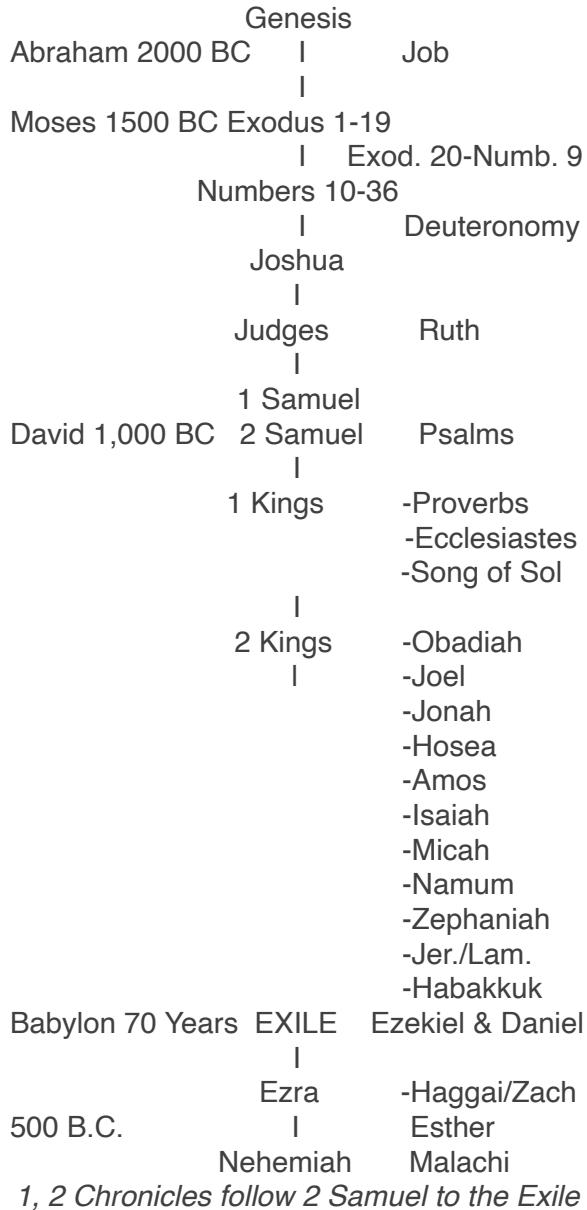 Genesis
Abraham 2000 BC I Job
I
Moses 1500 BC Exodus 1-19
I Exod. 20-Numb. 9
Numbers 10-36
I Deuteronomy
Joshua
I
Judges Ruth
I
1 Samuel
David 1,000 BC 2 Samuel Psalms
I
1 Kings -Proverbs
-Ecclesiastes
-Song of Sol
I
2 Kings -Obadiah
I -Joel
-Jonah
-Hosea
-Amos
-Isaiah
-Micah
-Namum
-Zephaniah
-Jer./Lam.
-Habakkuk
Babylon 70 Years EXILE Ezekiel & Daniel
I
Ezra -Haggai/Zach
500 B.C. I Esther
Nehemiah Malachi
1, 2 Chronicles follow 2 Samuel to the Exile